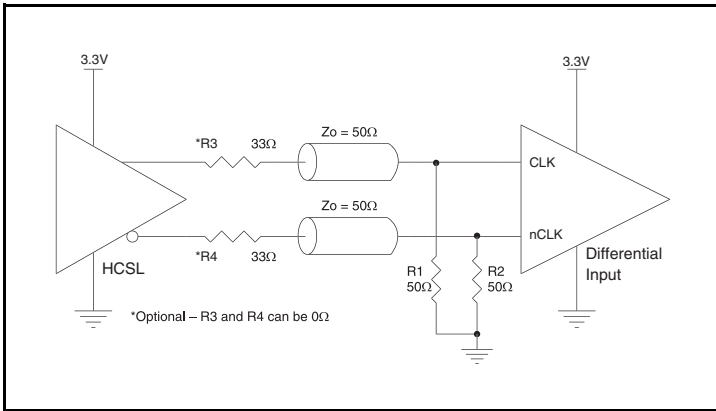 3.3V
3.3V
*R3 33Ω
Zo = 50Ω
CLK
Zo = 50Ω
nCLK
*R4 33Ω
HCSL
R1
50Ω
R2
50Ω
Differential
Input
*Optional – R3 and R4 can be 0Ω